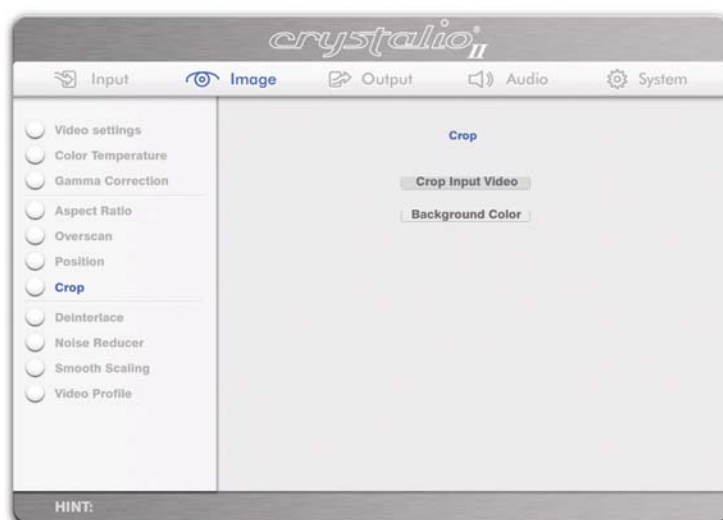 crystalio II
Input Image Output Audio System
Video settings
Color Temperature
Gamma Correction
Aspect Ratio
Overscan
Position
Crop
Deinterlace
Noise Reducer
Smooth Scaling
Video Profile
Crop
Crop Input Video
Background Color
HINT: